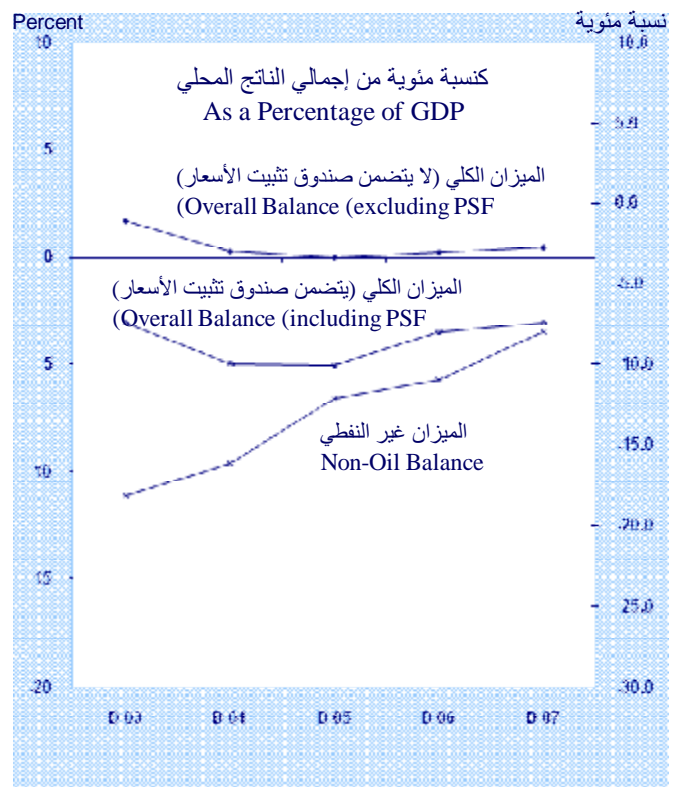 Percent
نسبة مئوية
كنسبة مئوية من إجمالي الناتج المحلي
As a Percentage of GDP
الميزان الكلي (لا يتضمن صندوق تثبيت الأسعار)
(Overall Balance (excluding PSF
الميزان الكلي (يتضمن صندوق تثبيت الأسعار)
(Overall Balance (including PSF
الميزان غير النفطي
Non-Oil Balance
10
5
0
5
10
15
-20
10.0
5.0
0.0
-5.0
10.0
-15.0
-20.0
25.0
-30.0
D 03
D 04
D 05
D 06
D 07